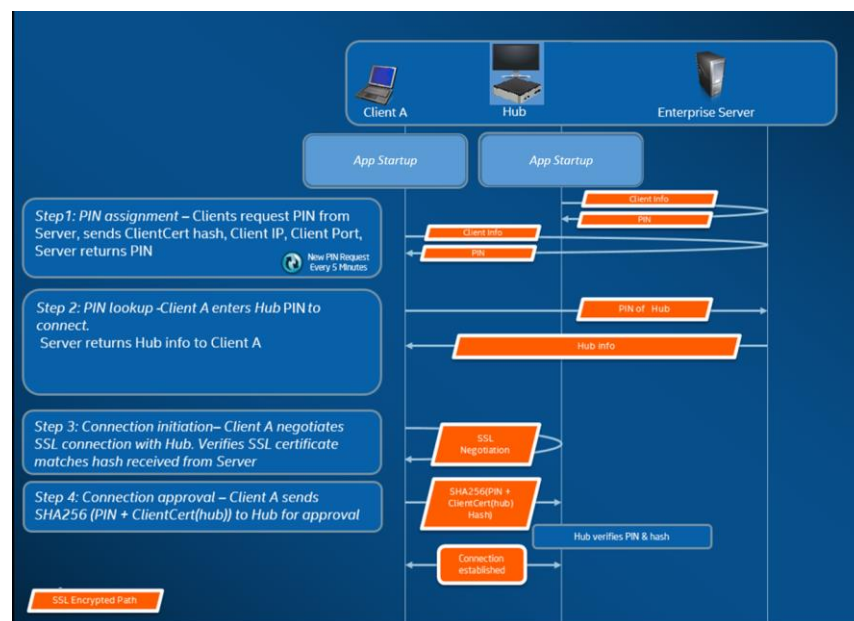 Client A
Hub
Enterprise Server
App Startup
App Startup
Step1: PIN assignment – Clients request PIN from
Server, sends ClientCert hash, Client IP, Client Port,
Server returns PIN
New PIN Request
Every 5 Minutes
Client Info
PIN
Client Info
PIN
Step 2: PIN lookup -Client A enters Hub PIN to
connect.
Server returns Hub info to Client A
PIN of Hub
Hub info
Step 3: Connection initiation– Client A negotiates
SSL connection with Hub. Verifies SSL certificate
matches hash received from Server
SSL
Negotiation
Step 4: Connection approval – Client A sends
SHA256 (PIN + ClientCert(hub)) to Hub for approval
SHA256(PIN +
ClientCert(hub)
Hash)
Hub verifies PIN & hash
Connection
established
SSL Encrypted Path